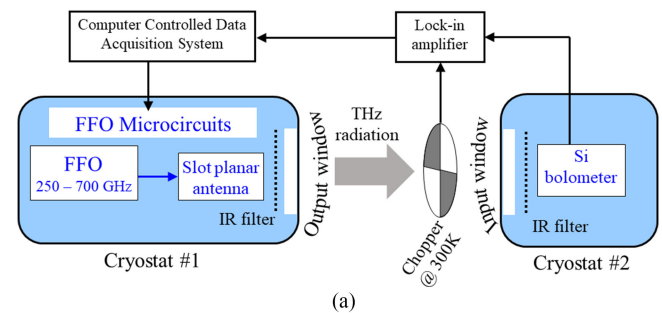 Computer Controlled Data
Acquisition System
Lock-in
amplifier
FFO Microcircuits
FFO
250 – 700 GHz
Slot planar
antenna
IR filter
Output window
THz
radiation
Chopper
@ 300K
Input window
Si
bolometer
IR filter
Cryostat #1
Cryostat #2
(a)